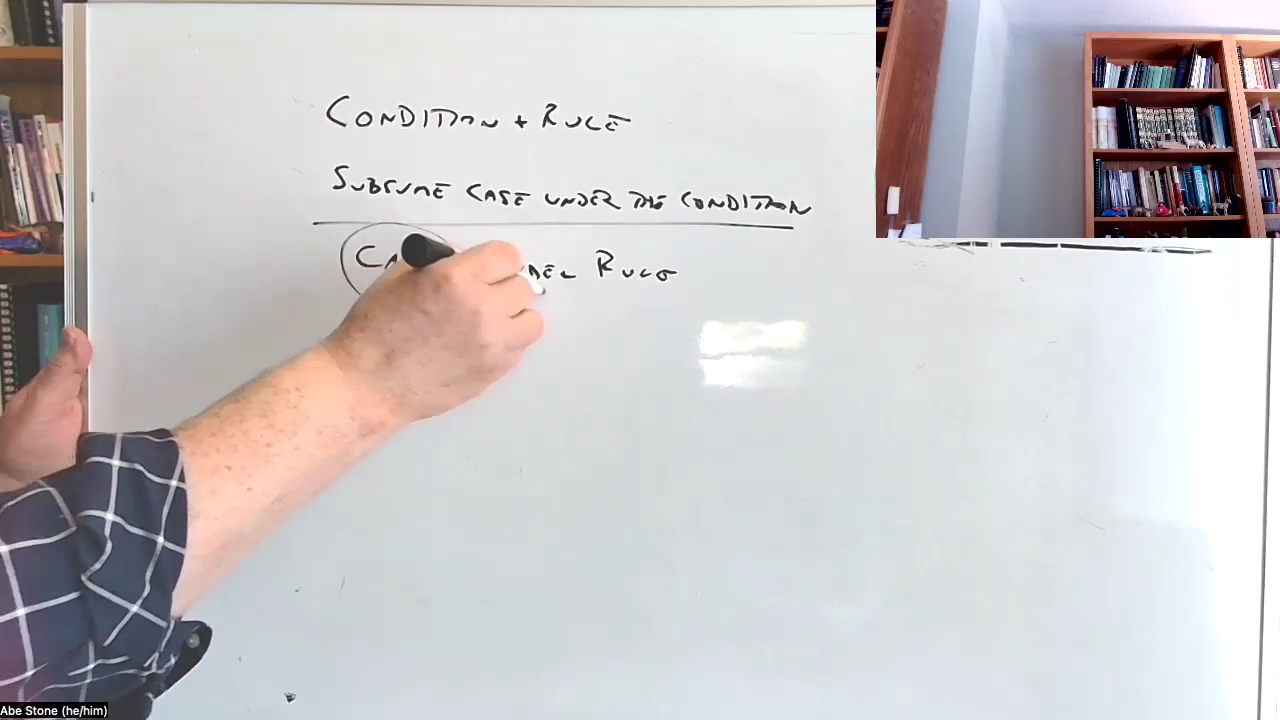 CONDITION + RULE
SUBSUME CASE UNDER THE CONDITION
RULE
Abe Stone (he/him)